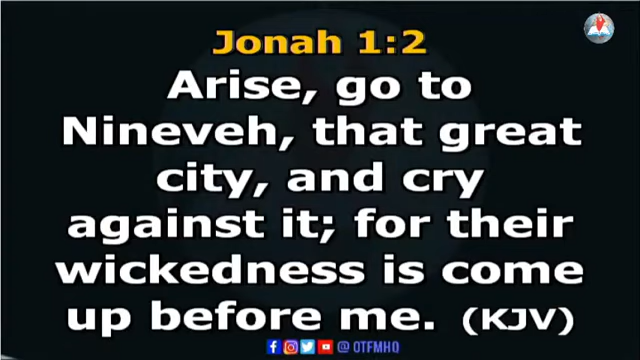 Jonah 1:2
Arise, go to
Nineveh, that great
city, and cry
against it; for their
wickedness is come
up before me. (KJV)
@ OTFMHQ